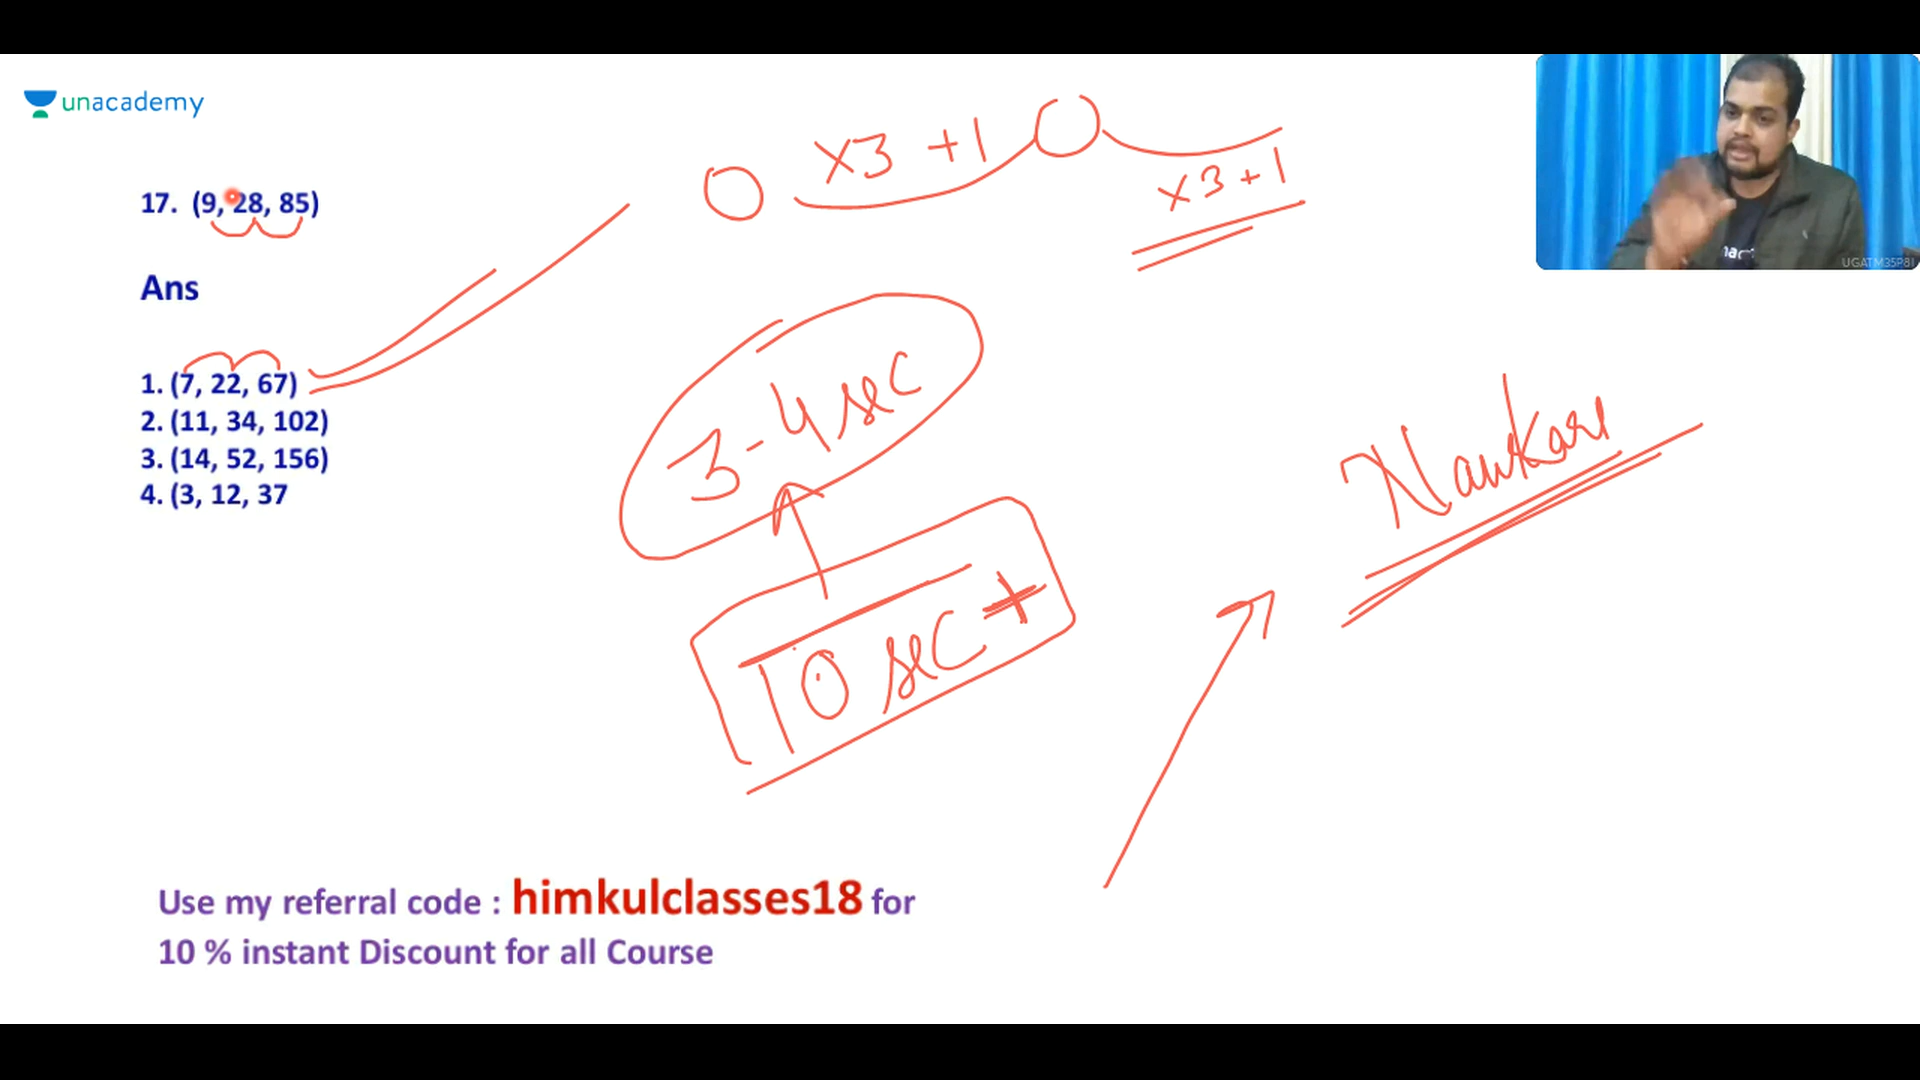 unacademy
17. (9, 28, 85)
Ans
1. (7, 22, 67)
2. (11, 34, 102)
3. (14, 52, 156)
4. (3, 12, 37
×3 +1
×3+1
3-4 sec
10 sec +
Naukari
Use my referral code : himkulclasses18 for
10 % instant Discount for all Course
UGATM35P81